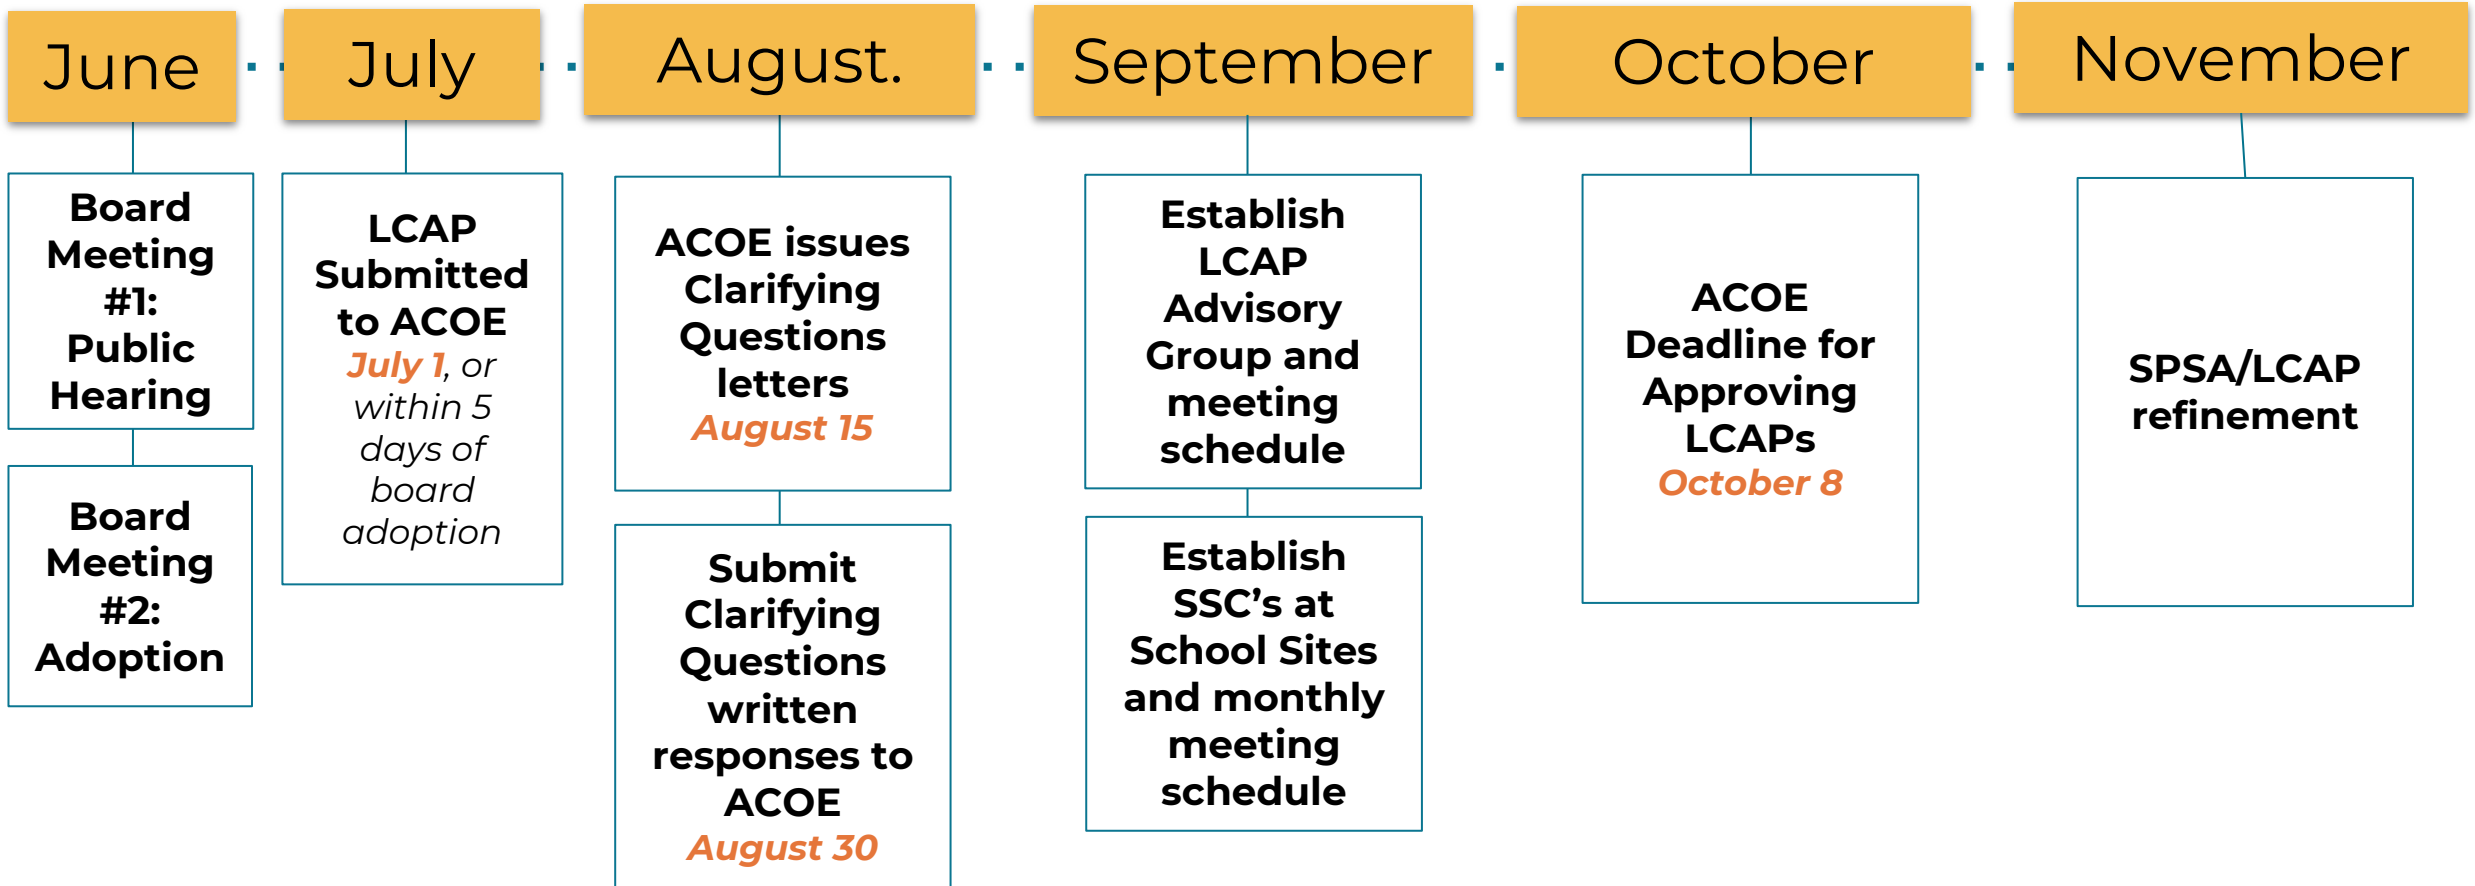 June
July
August.
September
October
November
Board
Meeting
#1:
Public
Hearing
Board
Meeting
#2:
Adoption
LCAP
Submitted
to ACOE
July 1, or
within 5
days of
board
adoption
ACOE issues
Clarifying
Questions
letters
August 15
Submit
Clarifying
Questions
written
responses to
ACOE
August 30
Establish
LCAP
Advisory
Group and
meeting
schedule
Establish
SSC’s at
School Sites
and monthly
meeting
schedule
ACOE
Deadline for
Approving
LCAPs
October 8
SPSA/LCAP
refinement